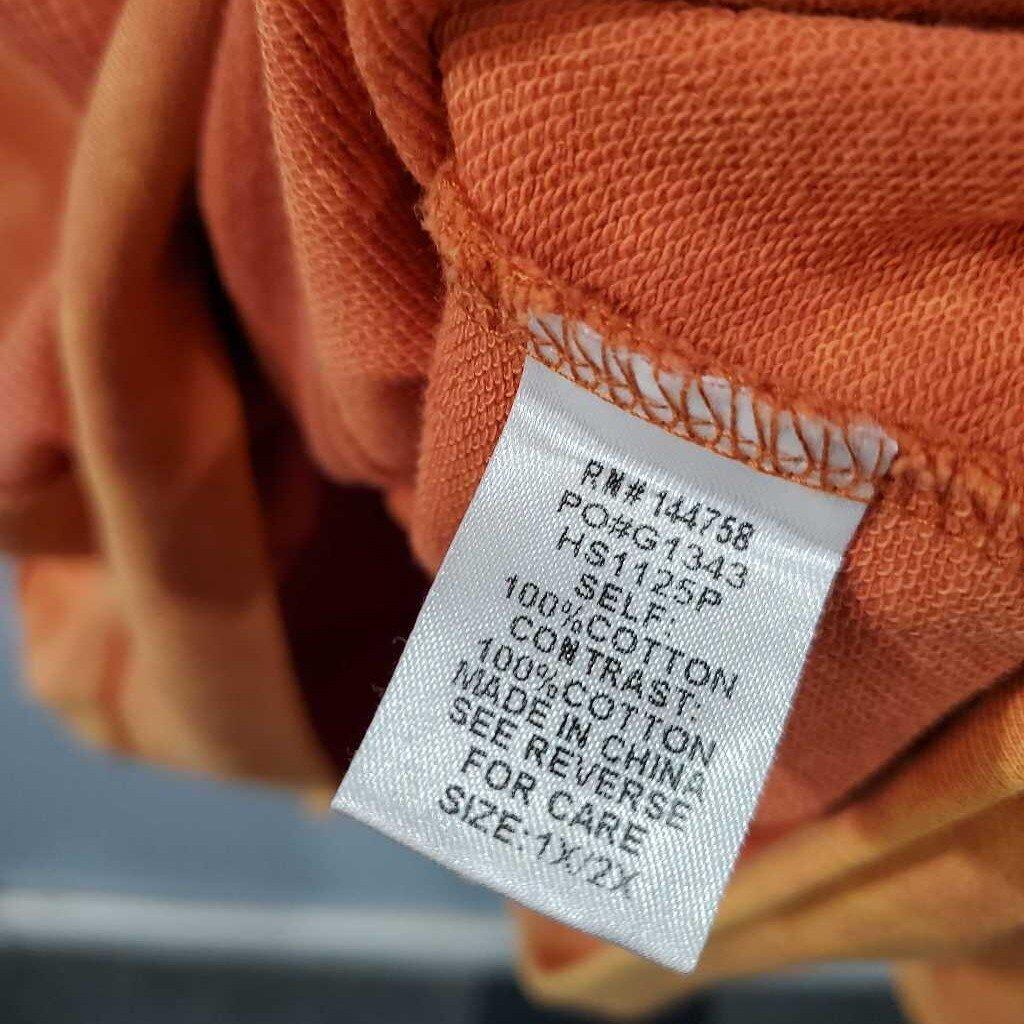 RN#144758
PO#G1343
HS1125P
SELF:
100%COTTON
CONTRAST:
100%COTTON
MADE IN CHINA
SEE REVERSE
FOR CARE
SIZE:1X/2X